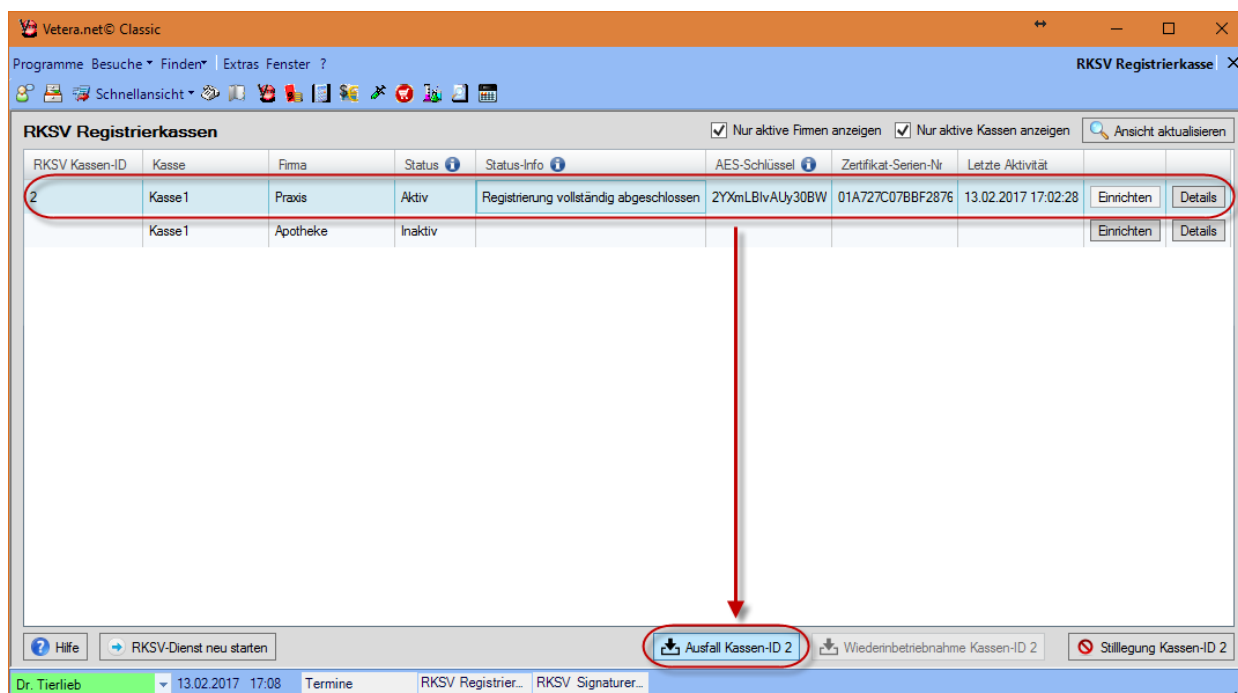 Vetera.net© Classic
Programme Besuche Finden Extras Fenster ? RKSV Registrierkasse
Schnellansicht
RKSV Registrierkassen Nur aktive Firmen anzeigen Nur aktive Kassen anzeigen Ansicht aktualisieren
RKSV Kassen-ID Kasse Firma Status Status-Info AES-Schlüssel Zertifikat-Serien-Nr Letzte Aktivität
2 Kasse1 Praxis Aktiv Registrierung vollständig abgeschlossen 2YXmLBlvAUy30BW 01A727C07BBF2876 13.02.2017 17:02:28 Einrichten Details
Kasse1 Apotheke Inaktiv Einrichten Details
Hilfe RKSV-Dienst neu starten Ausfall Kassen-ID 2 Wiederinbetriebnahme Kassen-ID 2 Stilllegung Kassen-ID 2
Dr. Tierlieb 13.02.2017 17:08 Termine RKSV Registrier... RKSV Signaturer...